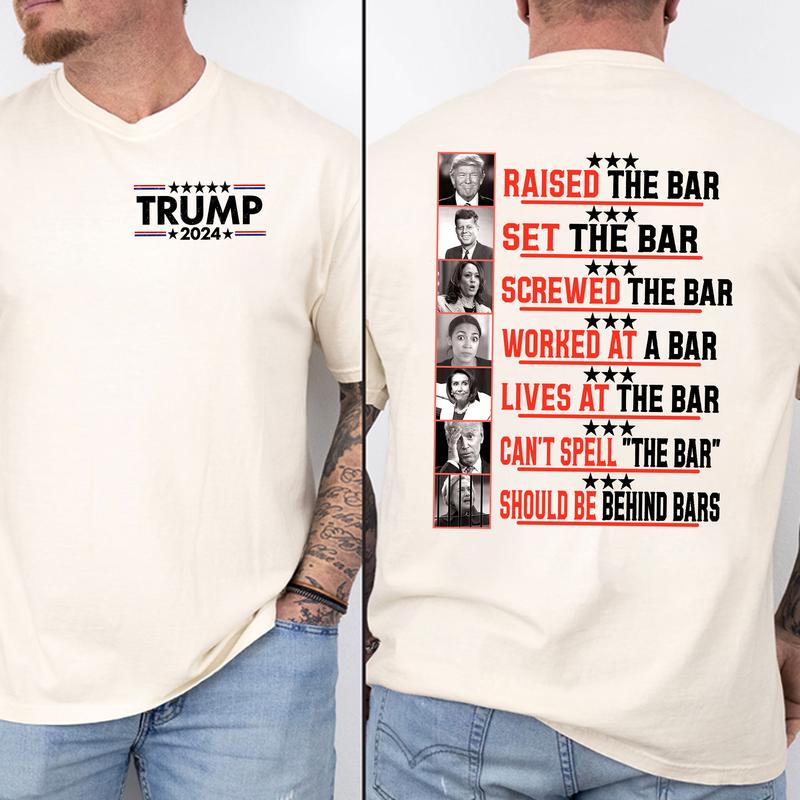 TRUMP
2024
RAISED THE BAR
SET THE BAR
SCREWED THE BAR
WORKED AT A BAR
LIVES AT THE BAR
CAN'T SPELL "THE BAR"
SHOULD BE BEHIND BARS